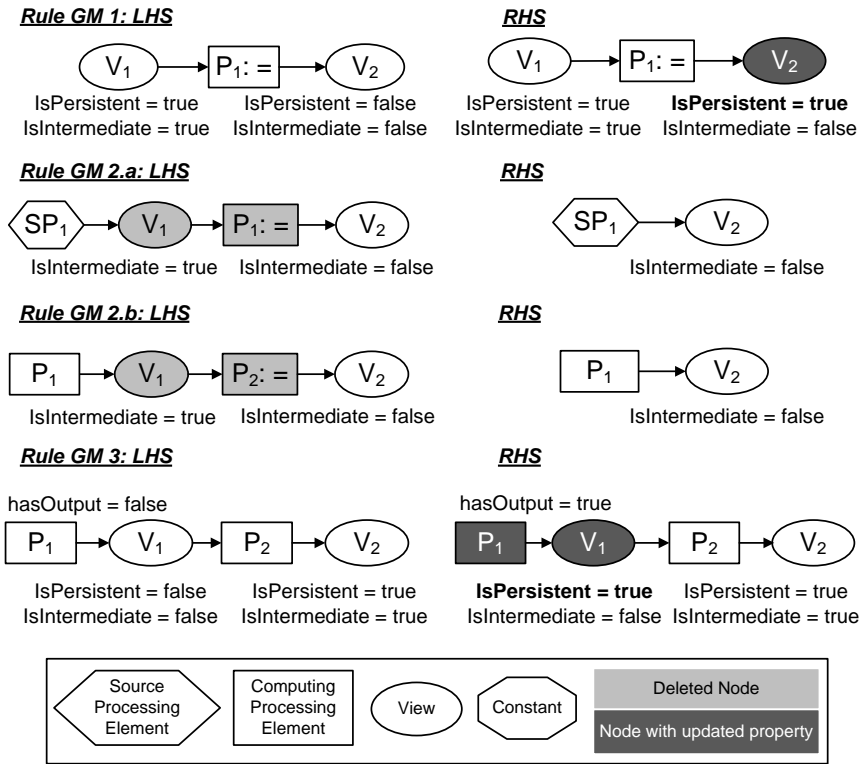 Rule GM 1: LHS
RHS
V1 P1: = V2
V1 P1: = V2
IsPersistent = true IsPersistent = false
IsPersistent = true IsPersistent = true
IsIntermediate = true IsIntermediate = false
IsIntermediate = true IsIntermediate = false
Rule GM 2.a: LHS
RHS
SP1 V1 P1: = V2
SP1 V2
IsIntermediate = true IsIntermediate = false
IsIntermediate = false
Rule GM 2.b: LHS
RHS
P1 V1 P2: = V2
P1 V2
IsIntermediate = true IsIntermediate = false
IsIntermediate = false
Rule GM 3: LHS
RHS
hasOutput = false
hasOutput = true
P1 V1 P2 V2
P1 V1 P2 V2
IsPersistent = false IsPersistent = true
IsPersistent = true IsPersistent = true
IsIntermediate = false IsIntermediate = true
IsIntermediate = false IsIntermediate = true
Source
Processing
Element
Computing
Processing
Element
View
Constant
Deleted Node
Node with updated property